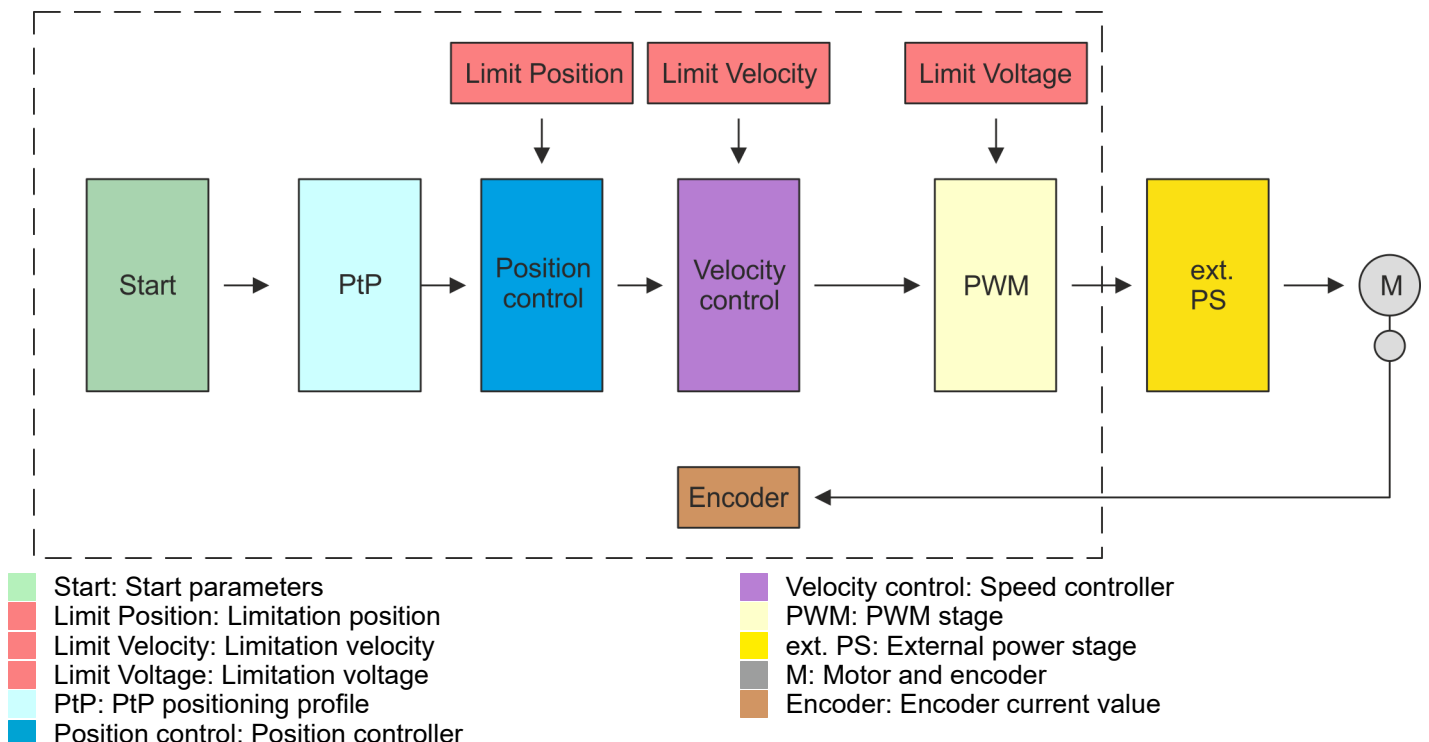 Limit Position
Limit Velocity
Limit Voltage
Start
PtP
Position
control
Velocity
control
PWM
ext.
PS
M
Encoder
Start: Start parameters
Limit Position: Limitation position
Limit Velocity: Limitation velocity
Limit Voltage: Limitation voltage
PtP: PtP positioning profile
Position control: Position controller
Velocity control: Speed controller
PWM: PWM stage
ext. PS: External power stage
M: Motor and encoder
Encoder: Encoder current value